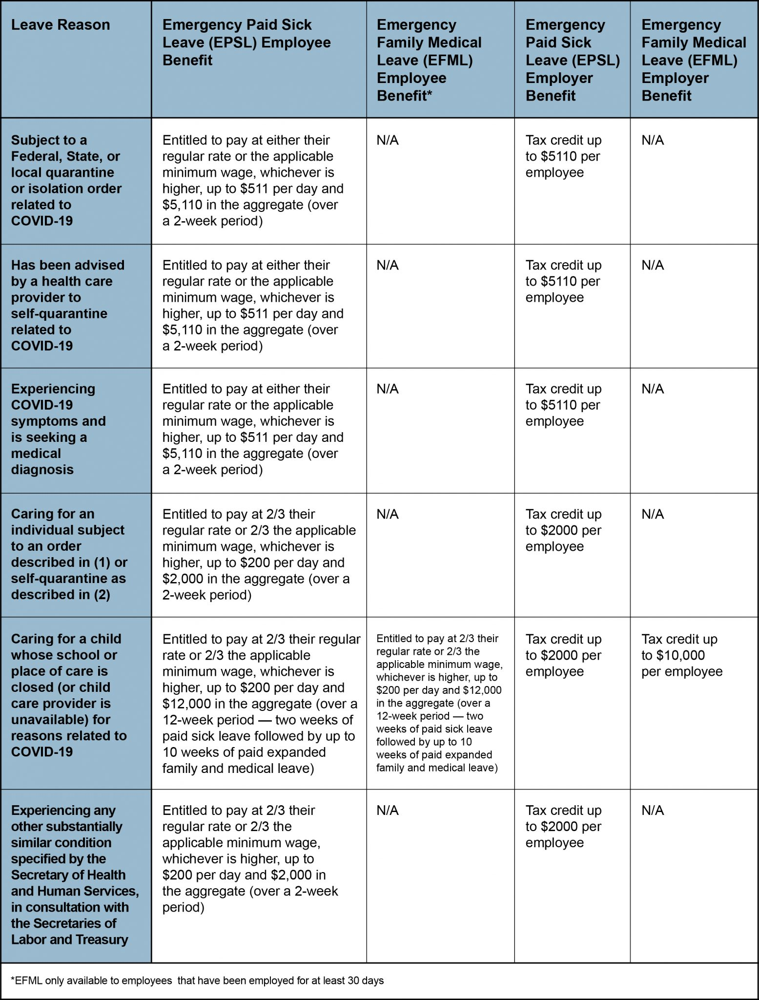 Leave Reason
Emergency Paid Sick
Leave (EPSL) Employee
Benefit
Emergency
Family Medical
Leave (EFML)
Employee
Benefit*
Emergency
Paid Sick
Leave (EPSL)
Employer
Benefit
Emergency
Family Medical
Leave (EFML)
Employer
Benefit
Subject to a
Federal, State, or
local quarantine
or isolation order
related to
COVID-19
Entitled to pay at either their
regular rate or the applicable
minimum wage, whichever is
higher, up to $511 per day and
$5,110 in the aggregate (over
a 2-week period)
N/A
Tax credit up
to $5110 per
employee
N/A
Has been advised
by a health care
provider to
self-quarantine
related to
COVID-19
Entitled to pay at either their
regular rate or the applicable
minimum wage, whichever is
higher, up to $511 per day and
$5,110 in the aggregate (over
a 2-week period)
N/A
Tax credit up
to $5110 per
employee
N/A
Experiencing
COVID-19
symptoms and
is seeking a
medical
diagnosis
Entitled to pay at either their
regular rate or the applicable
minimum wage, whichever is
higher, up to $511 per day and
$5,110 in the aggregate (over
a 2-week period)
N/A
Tax credit up
to $5110 per
employee
N/A
Caring for an
individual subject
to an order
described in (1) or
self-quarantine as
described in (2)
Entitled to pay at 2/3 their
regular rate or 2/3 the applicable
minimum wage, whichever is
higher, up to $200 per day and
$2,000 in the aggregate (over a
2-week period)
N/A
Tax credit up
to $2000 per
employee
N/A
Caring for a child
whose school or
place of care is
closed (or child
care provider is
unavailable) for
reasons related to
COVID-19
Entitled to pay at 2/3 their regular
rate or 2/3 the applicable
minimum wage, whichever is
higher, up to $200 per day and
$12,000 in the aggregate (over a
12-week period — two weeks of
paid sick leave followed by up to
10 weeks of paid expanded
family and medical leave)
Entitled to pay at 2/3 their
regular rate or 2/3 the
applicable minimum wage,
whichever is higher, up to
$200 per day and $12,000
in the aggregate (over a
12-week period — two
weeks of paid sick leave
followed by up to 10
weeks of paid expanded
family and medical leave)
Tax credit up
to $2000 per
employee
Tax credit up
to $10,000
per employee
Experiencing any
other substantially
similar condition
specified by the
Secretary of Health
and Human Services,
in consultation with
the Secretaries of
Labor and Treasury
Entitled to pay at 2/3 their
regular rate or 2/3 the
applicable minimum wage,
whichever is higher, up to
$200 per day and $2,000 in
the aggregate (over a 2-week
period)
N/A
Tax credit up
to $2000 per
employee
N/A
*EFML only available to employees  that have been employed for at least 30 days